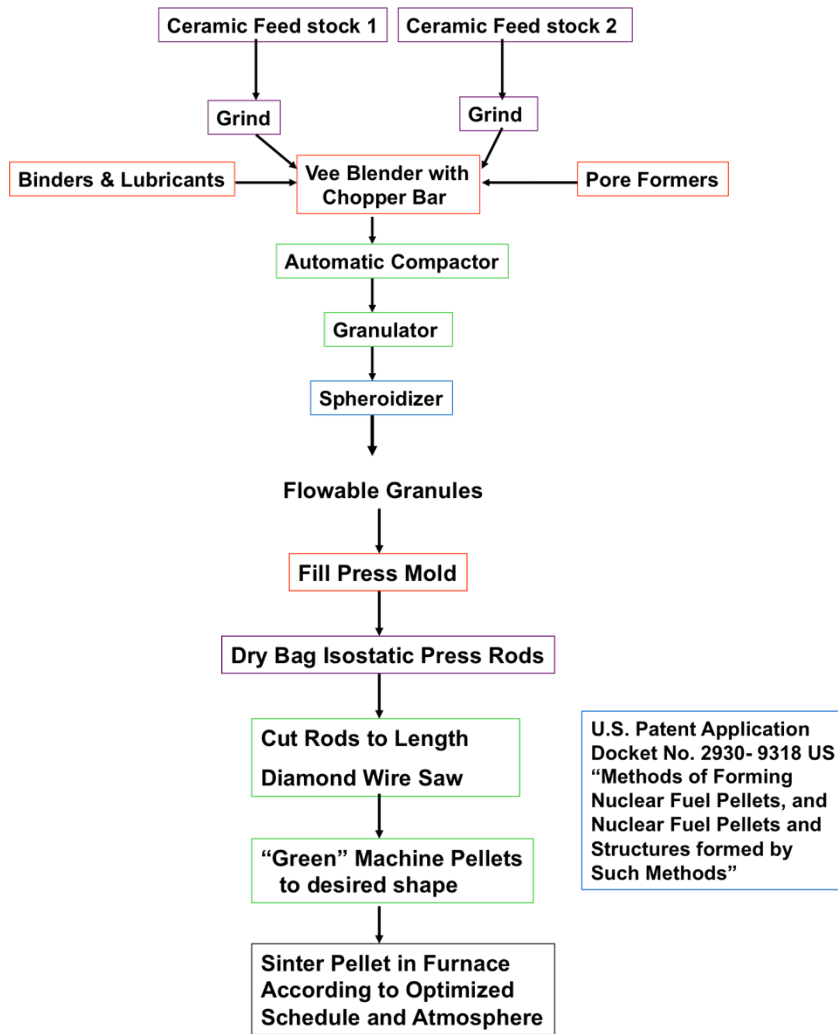 Ceramic Feed stock 1
Ceramic Feed stock 2
Grind
Grind
Binders & Lubricants
Vee Blender with
Chopper Bar
Pore Formers
Automatic Compactor
Granulator
Spheroidizer
Flowable Granules
Fill Press Mold
Dry Bag Isostatic Press Rods
Cut Rods to Length
Diamond Wire Saw
“Green” Machine Pellets
to desired shape
Sinter Pellet in Furnace
According to Optimized
Schedule and Atmosphere
U.S. Patent Application
Docket No. 2930- 9318 US
“Methods of Forming
Nuclear Fuel Pellets, and
Nuclear Fuel Pellets and
Structures formed by
Such Methods”